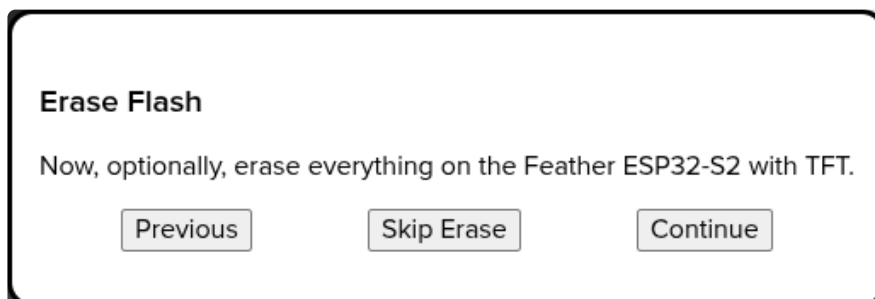 Erase Flash
Now, optionally, erase everything on the Feather ESP32-S2 with TFT.
Previous Skip Erase Continue